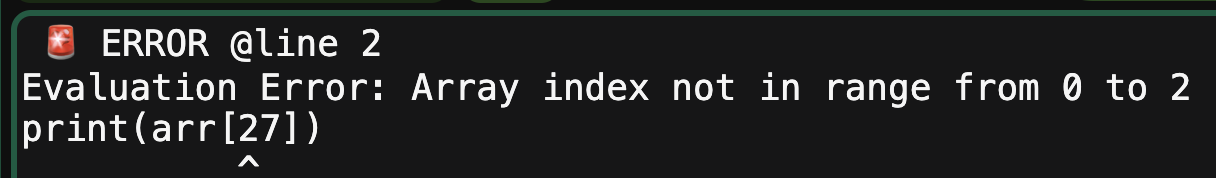 🚨 ERROR @line 2
Evaluation Error: Array index not in range from 0 to 2
print(arr[27])
^